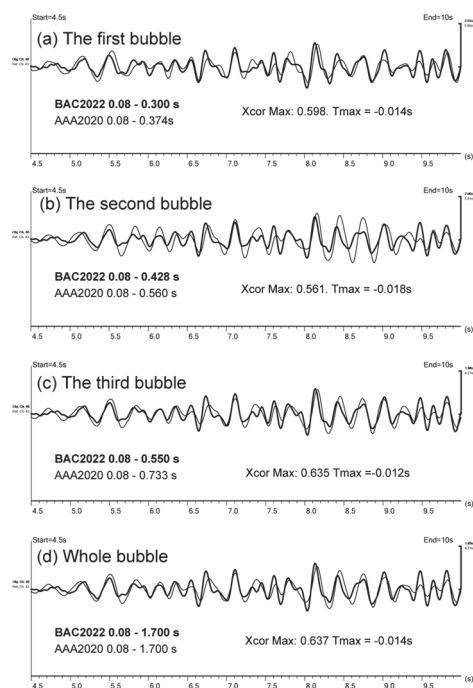 Start=4.5s End=10s
(a) The first bubble
BAC2022 0.08 - 0.300 s
AAA2020 0.08 - 0.374s
Xcor Max: 0.598. Tmax = -0.014s
4.5 5.0 5.5 6.0 6.5 7.0 7.5 8.0 8.5 9.0 9.5 (s)
Start=4.5s End=10s
(b) The second bubble
BAC2022 0.08 - 0.428 s
AAA2020 0.08 - 0.560 s
Xcor Max: 0.561. Tmax = -0.018s
4.5 5.0 5.5 6.0 6.5 7.0 7.5 8.0 8.5 9.0 9.5 (s)
Start=4.5s End=10s
(c) The third bubble
BAC2022 0.08 - 0.550 s
AAA2020 0.08 - 0.733 s
Xcor Max: 0.635 Tmax =-0.012s
4.5 5.0 5.5 6.0 6.5 7.0 7.5 8.0 8.5 9.0 9.5 (s)
Start=4.5s End=10s
(d) Whole bubble
BAC2022 0.08 - 1.700 s
AAA2020 0.08 - 1.700 s
Xcor Max: 0.637 Tmax = -0.014s
4.5 5.0 5.5 6.0 6.5 7.0 7.5 8.0 8.5 9.0 9.5 (s)